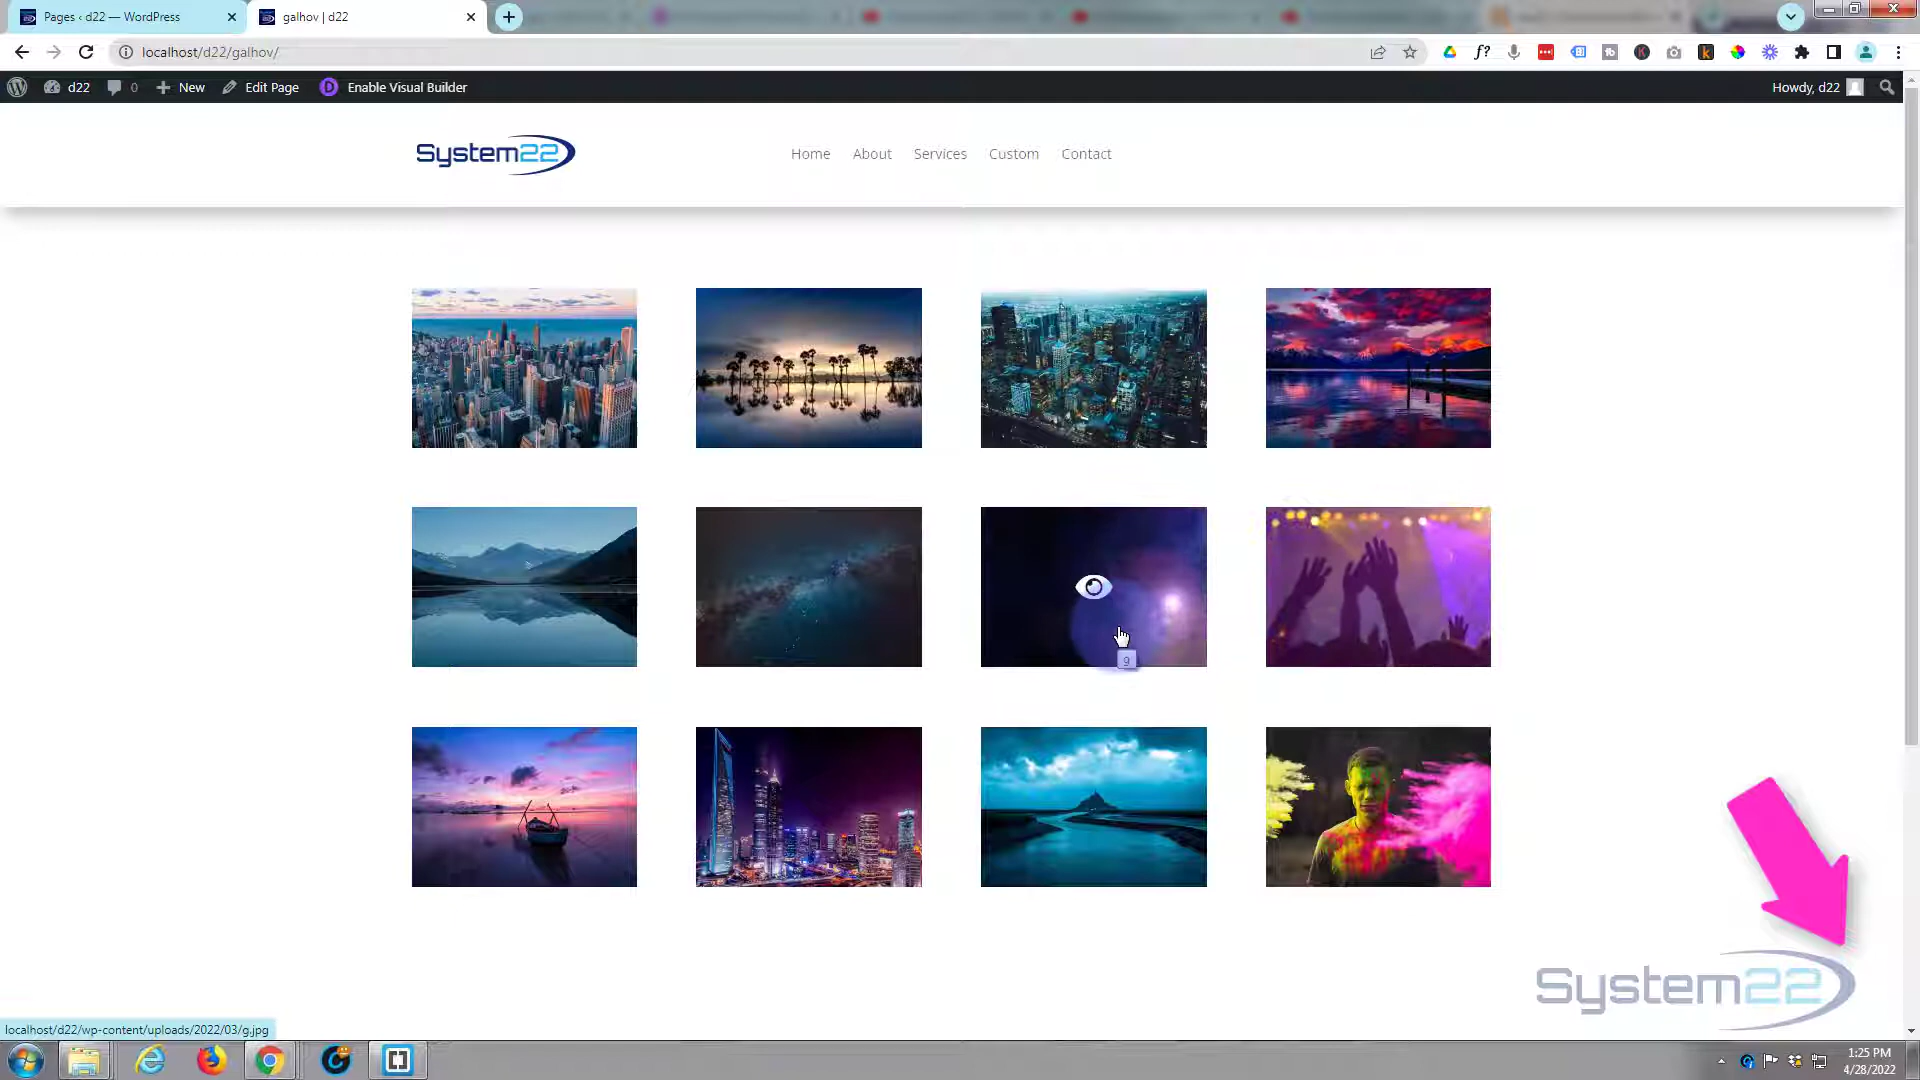 Pages ‹ d22 — WordPress
galhov | d22
localhost/d22/galhov/
d22
0
New
Edit Page
D
Enable Visual Builder
Howdy, d22
System22
Home
About
Services
Custom
Contact
9
System22
localhost/d22/wp-content/uploads/2022/03/g.jpg
1:25 PM
4/28/2022